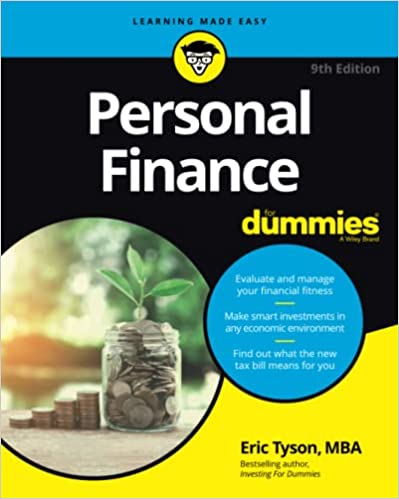 LEARNING MADE EASY
9th Edition
Personal
Finance
for
dummies®
A Wiley Brand
Evaluate and manage
your financial fitness
Make smart investments in
any economic environment
Find out what the new
tax bill means for you
Eric Tyson, MBA
Bestselling author,
Investing For Dummies